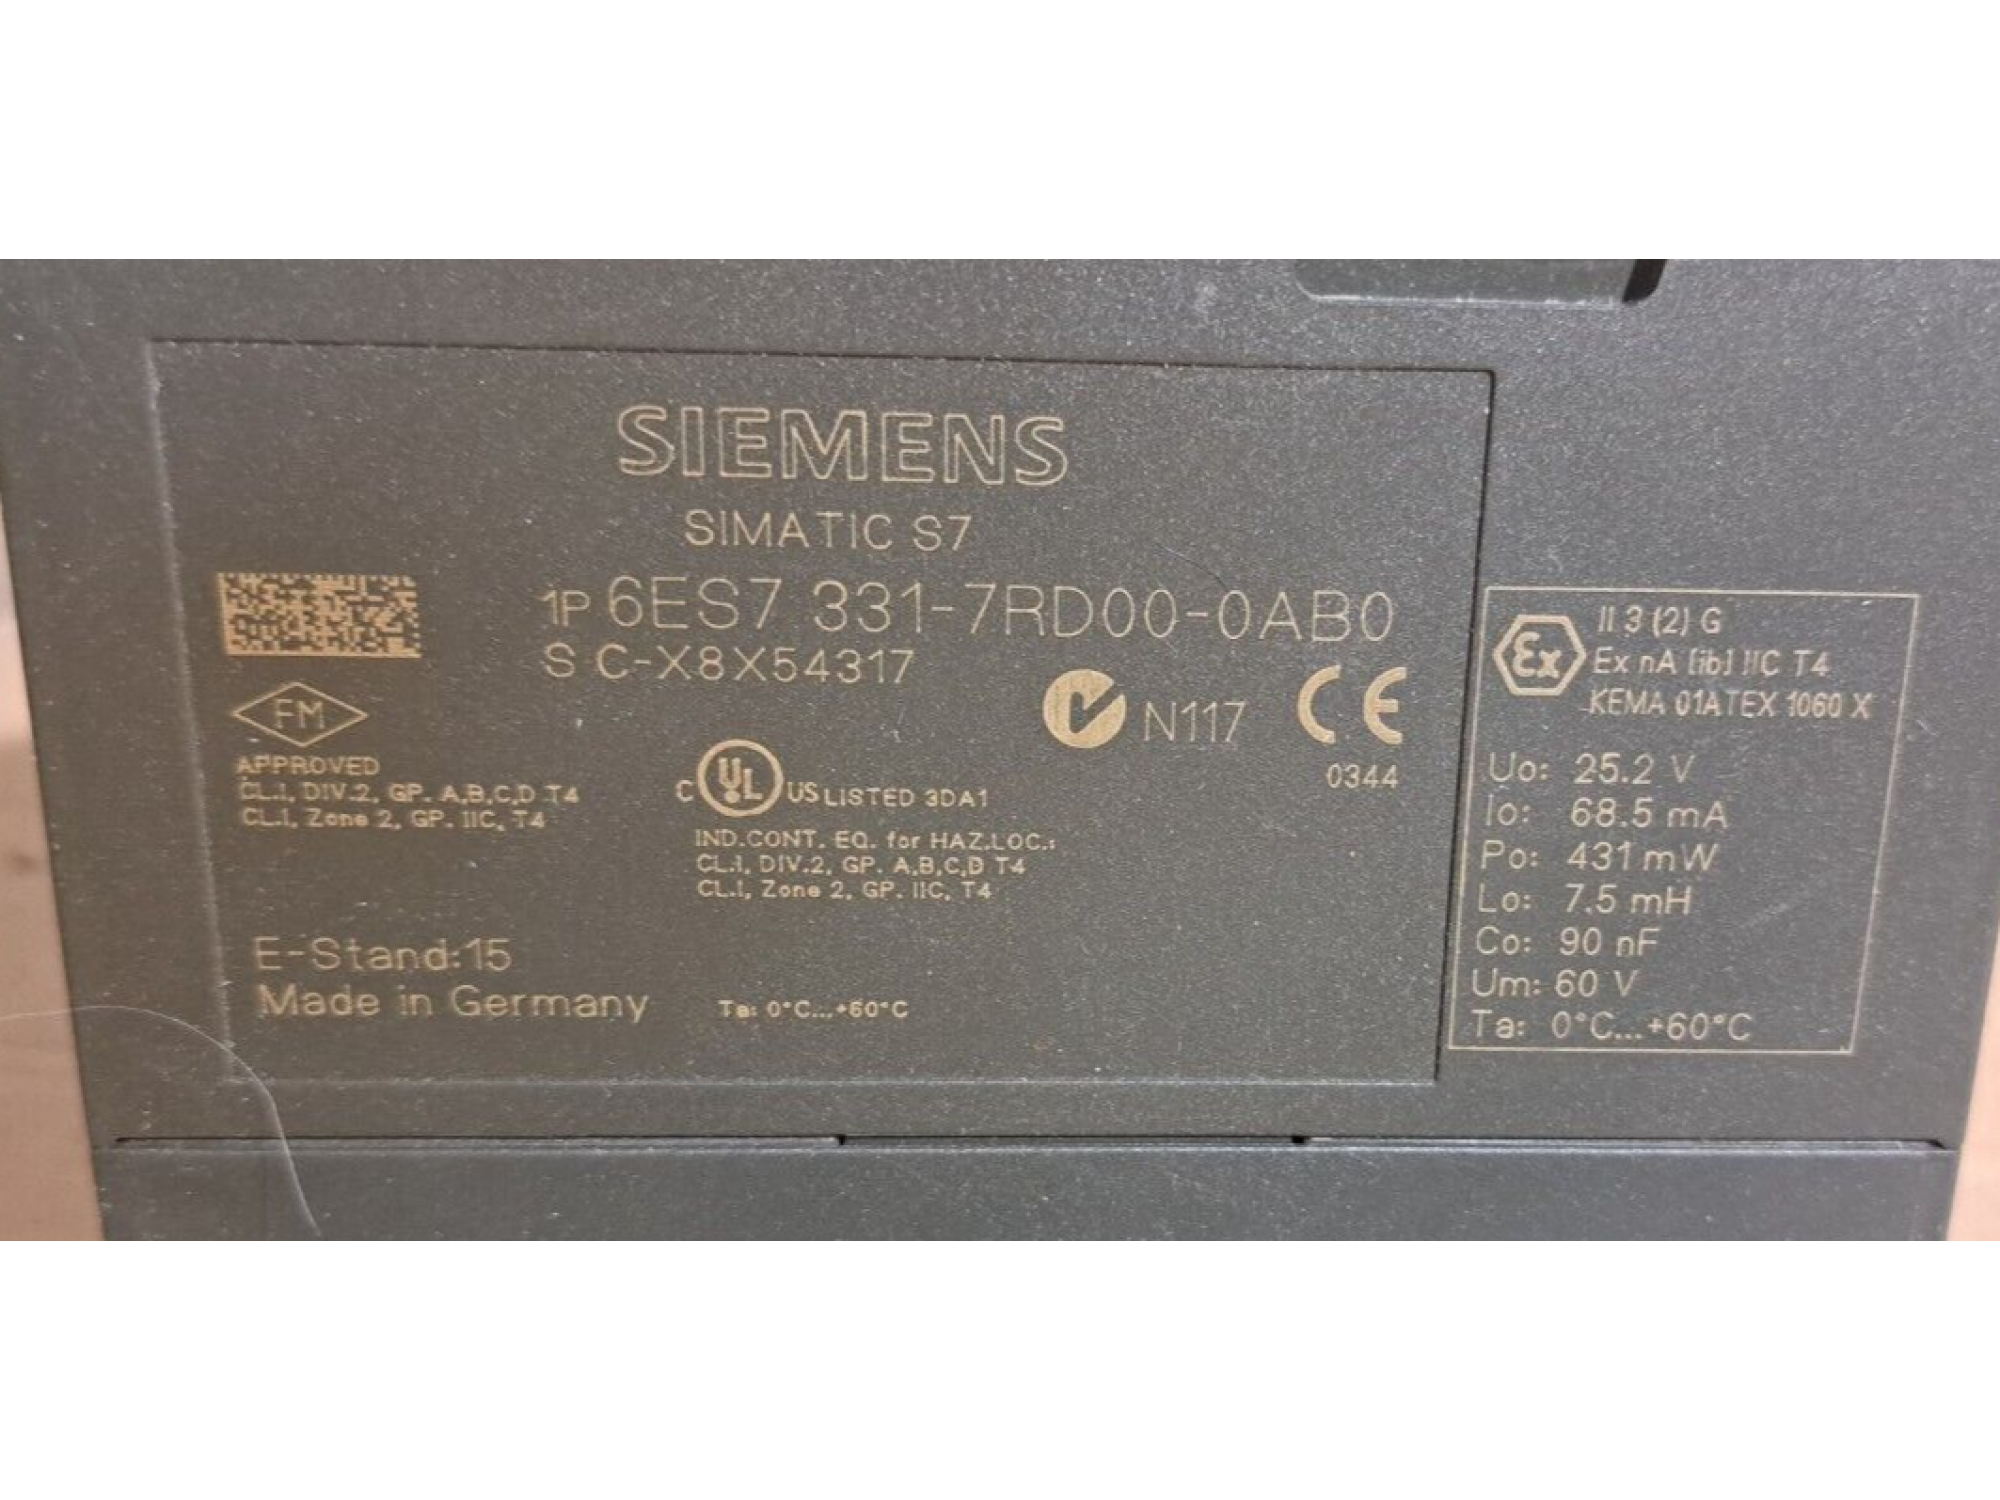 SIEMENS
SIMATIC S7
1P 6ES7 331-7RD00-0AB0
S C-X8X54317
FM
APPROVED
CL.I, DIV.2, GP. A,B,C,D T4
CL.I, Zone 2, GP. IIC, T4
C UL US LISTED 3DA1
IND.CONT. EQ. for HAZ.LOC.:
CL.I, DIV.2, GP. A,B,C,D T4
CL.I, Zone 2, GP. IIC, T4
N117
CE
0344
E-Stand:15
Made in Germany
Ta: 0°C...+60°C
Ex
II 3 (2) G
Ex nA [ib] IIC T4
KEMA 01ATEX 1060 X
Uo: 25.2 V
Io: 68.5 mA
Po: 431 mW
Lo: 7.5 mH
Co: 90 nF
Um: 60 V
Ta: 0°C...+60°C